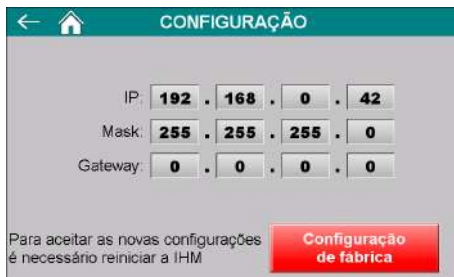 CONFIGURAÇÃO
IP: 192 . 168 . 0 . 42
Mask: 255 . 255 . 255 . 0
Gateway: 0 . 0 . 0 . 0
Para aceitar as novas configurações
é necessário reiniciar a IHM
Configuração
de fábrica